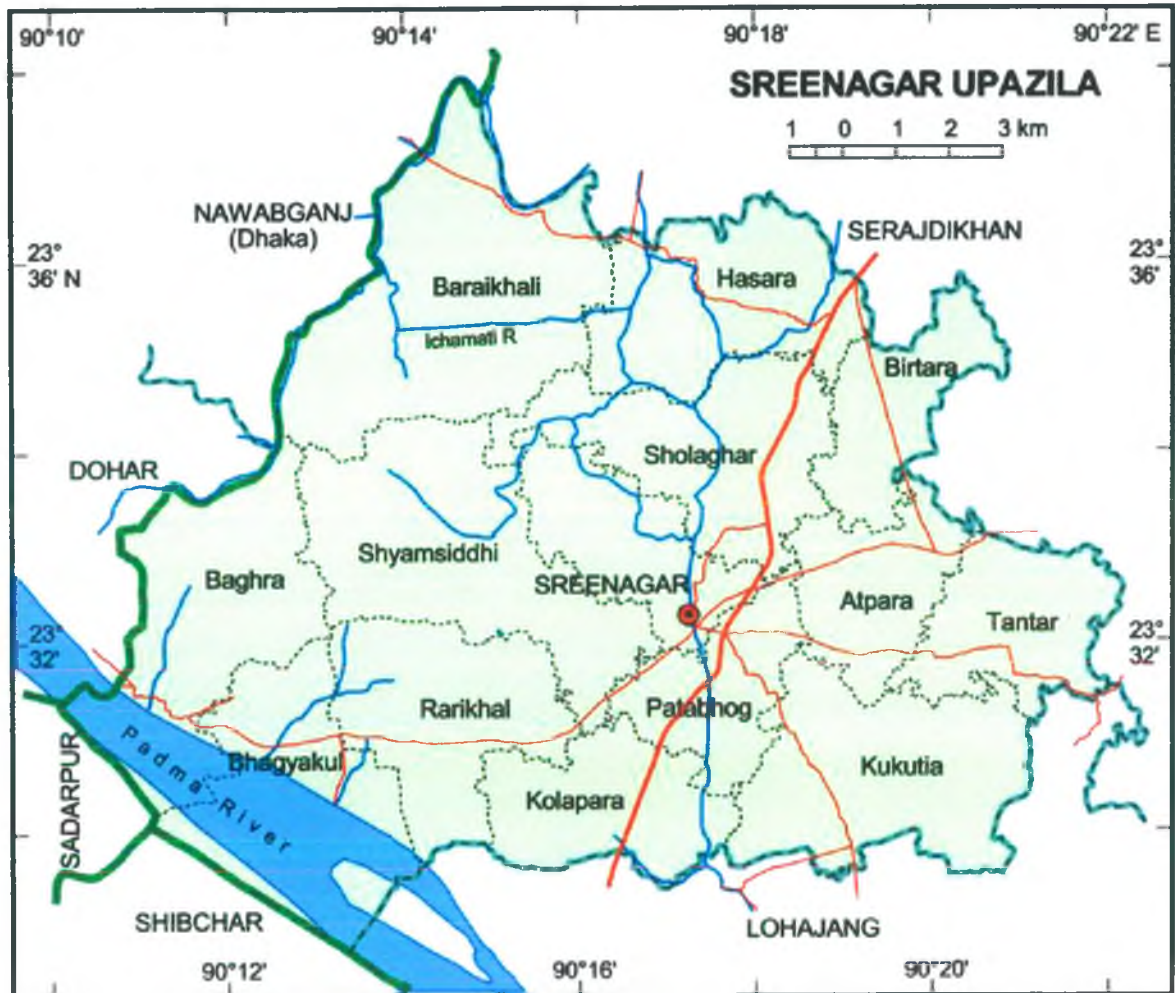 90°10' 90°14' 90°18' 90°22' E
SREENAGAR UPAZILA
1 0 1 2 3 km
NAWABGANJ
(Dhaka)
SERAJDIKHAN
23°
36' N
23°
36'
Hasara
Baraikhali
Ichamati R
Birtara
Sholaghar
DOHAR
Shyamsiddhi
Baghra
SREENAGAR
Atpara
Tantar
23°
32'
23°
32'
Rarikhal
Patabhog
Padma River
Bhagyakul
Kukutia
Kolapara
SADARPUR
SHIBCHAR
LOHAJANG
90°12' 90°16' 90°20'